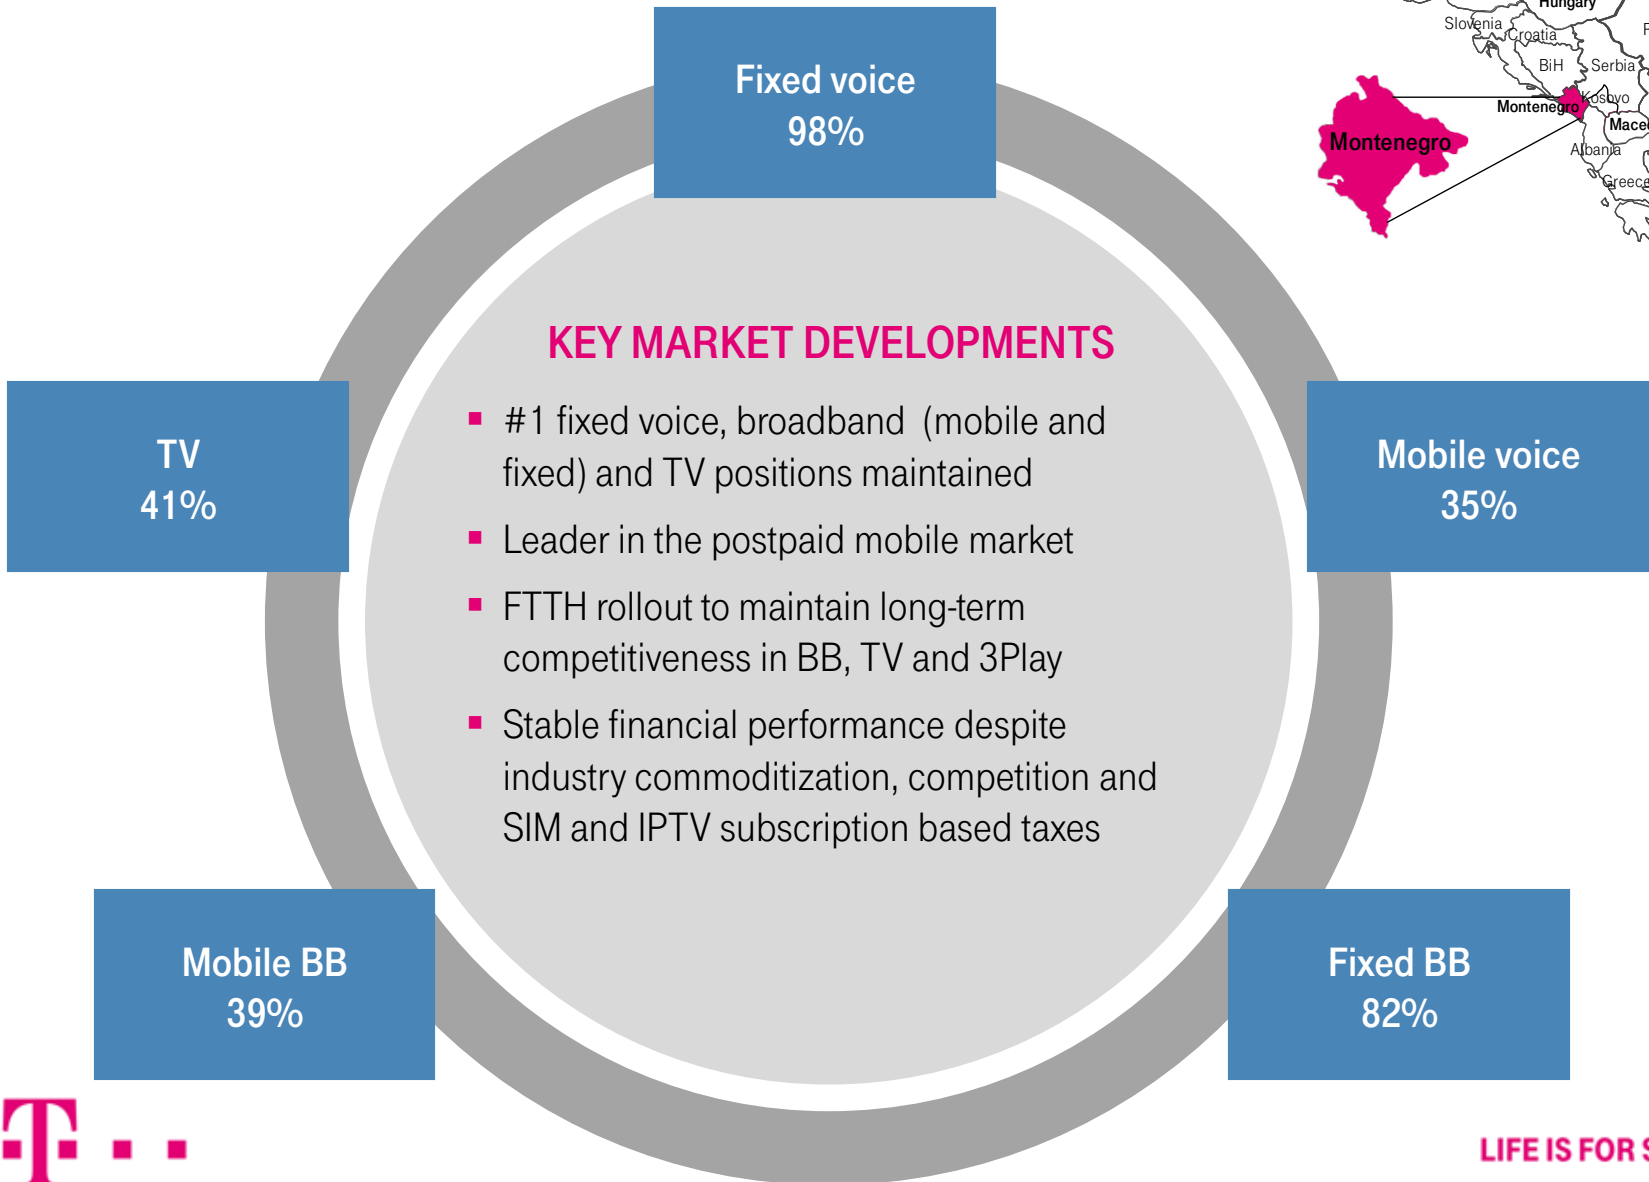 Fixed voice
98%
Hungary
Slovenia
Croatia
BiH
Serbia
Kosovo
Montenegro
Montenegro
Albania
Greece
KEY MARKET DEVELOPMENTS
▪ #1 fixed voice, broadband (mobile and
fixed) and TV positions maintained
▪ Leader in the postpaid mobile market
▪ FTTH rollout to maintain long-term
competitiveness in BB, TV and 3Play
▪ Stable financial performance despite
industry commoditization, competition and
SIM and IPTV subscription based taxes
TV
41%
Mobile voice
35%
Mobile BB
39%
Fixed BB
82%
T
LIFE IS FOR